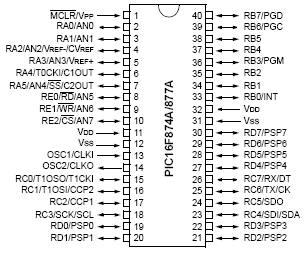 MCLR/VPP 1 40 RB7/PGD
RA0/AN0 2 39 RB6/PGC
RA1/AN1 3 38 RB5
RA2/AN2/VREF-/CVREF 4 37 RB4
RA3/AN3/VREF+ 5 36 RB3/PGM
RA4/T0CKI/C1OUT 6 35 RB2
RA5/AN4/SS/C2OUT 7 34 RB1
RE0/RD/AN5 8 33 RB0/INT
RE1/WR/AN6 9 32 VDD
RE2/CS/AN7 10 31 VSS
VDD 11 30 RD7/PSP7
VSS 12 29 RD6/PSP6
OSC1/CLKI 13 28 RD5/PSP5
OSC2/CLKO 14 27 RD4/PSP4
RC0/T1OSO/T1CKI 15 26 RC7/RX/DT
RC1/T1OSI/CCP2 16 25 RC6/TX/CK
RC2/CCP1 17 24 RC5/SDO
RC3/SCK/SCL 18 23 RC4/SDI/SDA
RD0/PSP0 19 22 RD3/PSP3
RD1/PSP1 20 21 RD2/PSP2
PIC16F874A/877A